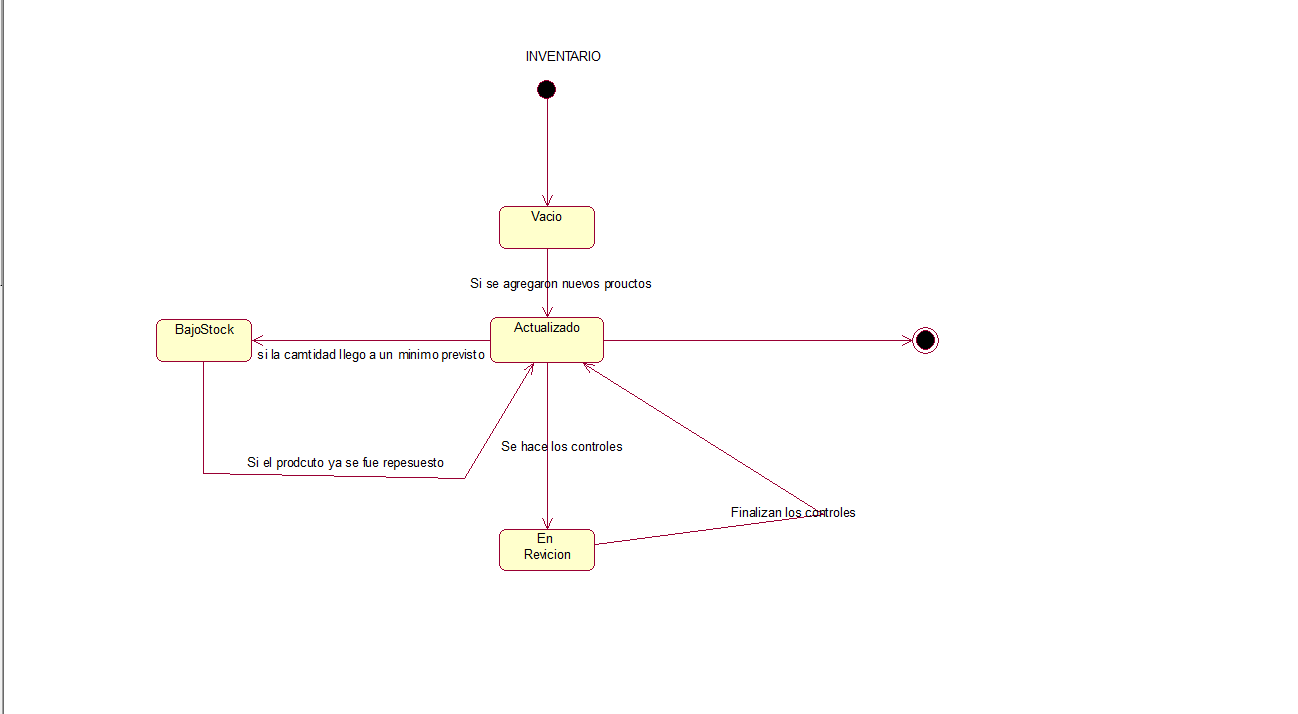 INVENTARIO
Vacio
Si se agregaron nuevos prouctos
BajoStock
Actualizado
si la camtidad llego a un minimo previsto
Se hace los controles
Si el prodcuto ya se fue repesuesto
Finalizan los controles
En
Revicion